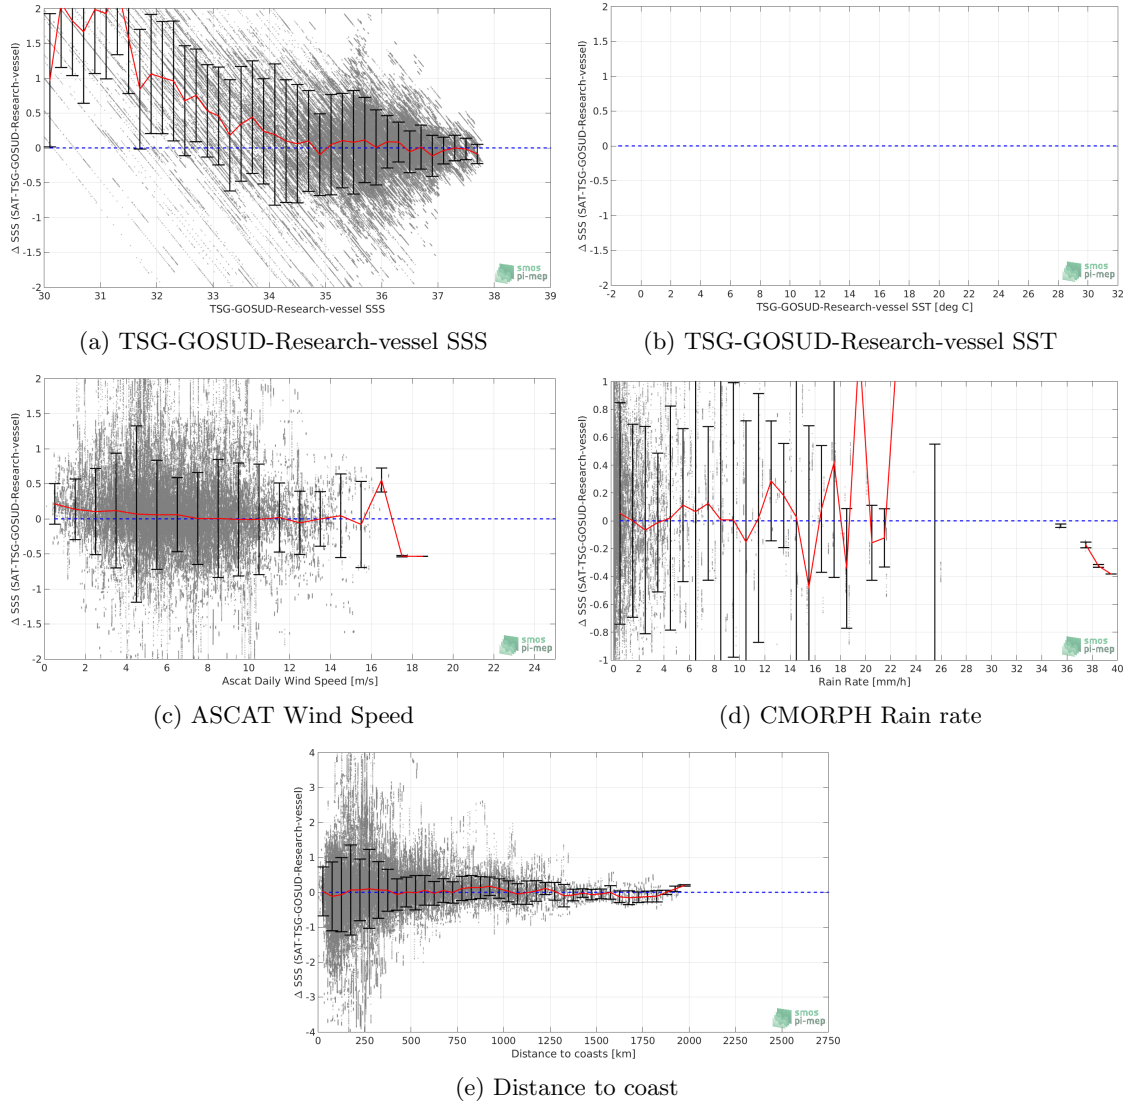 2
1.5
1
0.5
0
-0.5
-1
-1.5
-2
Δ SSS (SAT-TSG-GOSUD-Research-vessel)
30 31 32 33 34 35 36 37 38 39
TSG-GOSUD-Research-vessel SSS
smos
pi-mep
(a) TSG-GOSUD-Research-vessel SSS
2
1.5
1
0.5
0
-0.5
-1
-1.5
-2
Δ SSS (SAT-TSG-GOSUD-Research-vessel)
-2 0 2 4 6 8 10 12 14 16 18 20 22 24 26 28 30 32
TSG-GOSUD-Research-vessel SST [deg C]
smos
pi-mep
(b) TSG-GOSUD-Research-vessel SST
2
1.5
1
0.5
0
-0.5
-1
-1.5
-2
Δ SSS (SAT-TSG-GOSUD-Research-vessel)
0 2 4 6 8 10 12 14 16 18 20 22 24
Ascat Daily Wind Speed [m/s]
smos
pi-mep
(c) ASCAT Wind Speed
1
0.8
0.6
0.4
0.2
0
-0.2
-0.4
-0.6
-0.8
-1
Δ SSS (SAT-TSG-GOSUD-Research-vessel)
0 2 4 6 8 10 12 14 16 18 20 22 24 26 28 30 32 34 36 38 40
Rain Rate [mm/h]
smos
pi-mep
(d) CMORPH Rain rate
4
3
2
1
0
-1
-2
-3
-4
Δ SSS (SAT-TSG-GOSUD-Research-vessel)
0 250 500 750 1000 1250 1500 1750 2000 2250 2500 2750
Distance to coasts [km]
smos
pi-mep
(e) Distance to coast